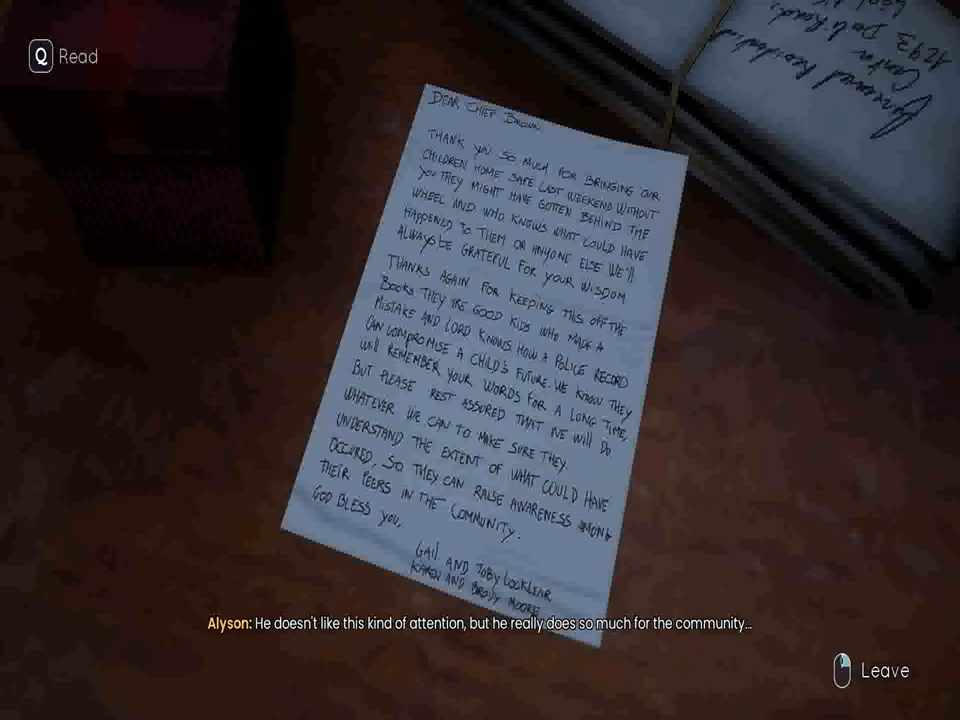 Q Read
DEAR CHIEF BROWN
THANK YOU SO MUCH FOR BRINGING OUR
CHILDREN HOME SAFE LAST WEEKEND WITHOUT
YOU THEY MIGHT HAVE GOTTEN BEHIND THE
WHEEL AND WHO KNOWS WHAT COULD HAVE
HAPPENED TO THEM OR ANYONE ELSE WE'll
ALWAYS BE GRATEFUL FOR YOUR WISDOM
THANKS AGAIN FOR KEEPING THIS OFF THE
BOOKS THEY'RE GOOD KIDS WHO MADE A
MISTAKE AND LORD KNOWS HOW A POLICE RECORD
CAN COMPROMISE A CHILD'S FUTURE. WE KNOW THEY
Will REMEMBER YOUR WORDS FOR A LONG TIME,
BUT PLEASE REST ASSURED THAT WE Will DO
WHATEVER WE CAN TO MAKE SURE THEY
UNDERSTAND THE EXTENT OF WHAT COULD HAVE
OCCURED, SO THEY CAN RAISE AWARENESS AMONG
THEIR PEERS IN THE COMMUNITY.
GOD BLESS YOU,
GAil AND TOBY LOCKLEAR
KAREN AND BRODY MOORE
Alyson: He doesn't like this kind of attention, but he really does so much for the community...
Leave